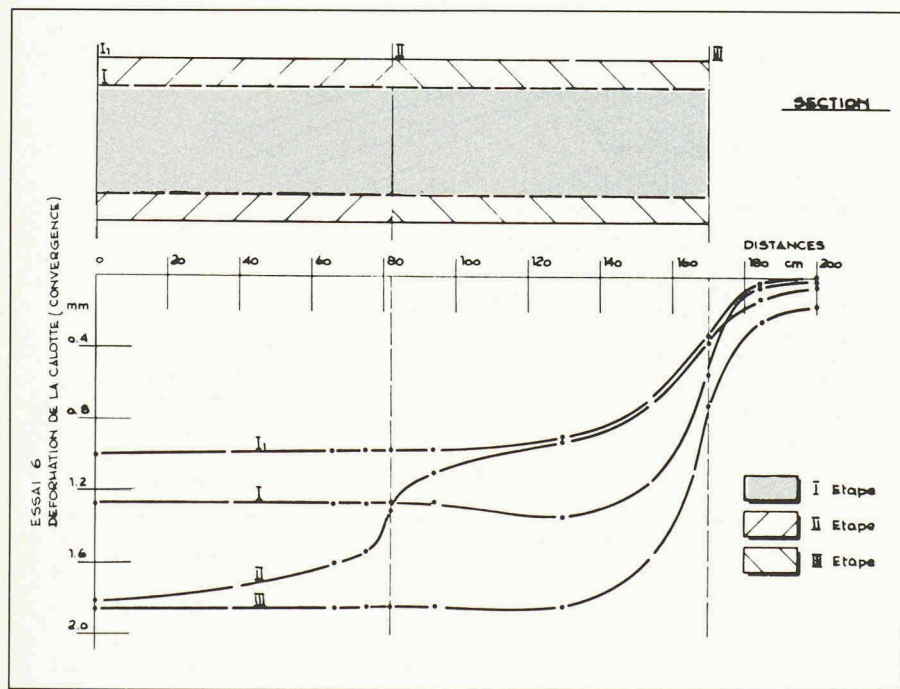 I₁
II
III
I
SECTION
DISTANCES
0 20 40 60 80 100 120 140 160 180 cm 200
mm
0.4
0.8
1.2
1.6
2.0
ESSAI 6
DEFORMATION DE LA CALOTTE (CONVERGENCE)
I₁
I
II
III
I Etape
II Etape
III Etape